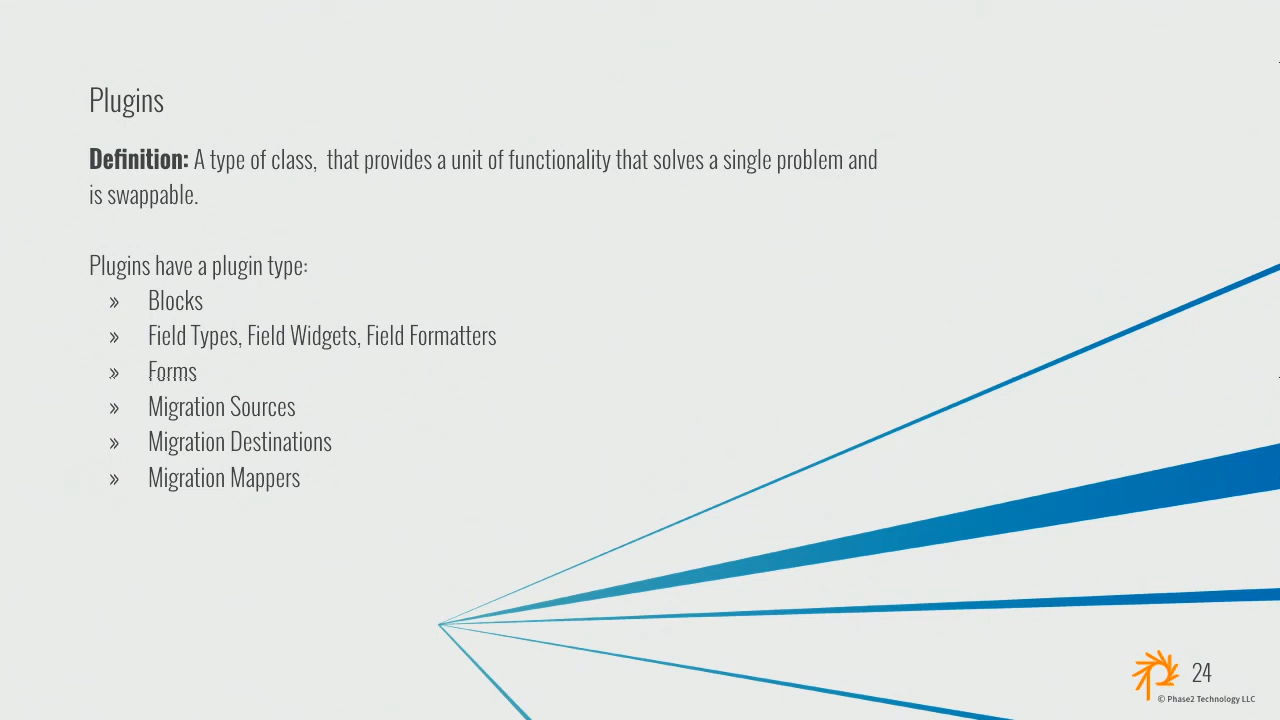 Plugins
Definition: A type of class,  that provides a unit of functionality that solves a single problem and
is swappable.
Plugins have a plugin type:
» Blocks
» Field Types, Field Widgets, Field Formatters
» Forms
» Migration Sources
» Migration Destinations
» Migration Mappers
24
© Phase2 Technology LLC